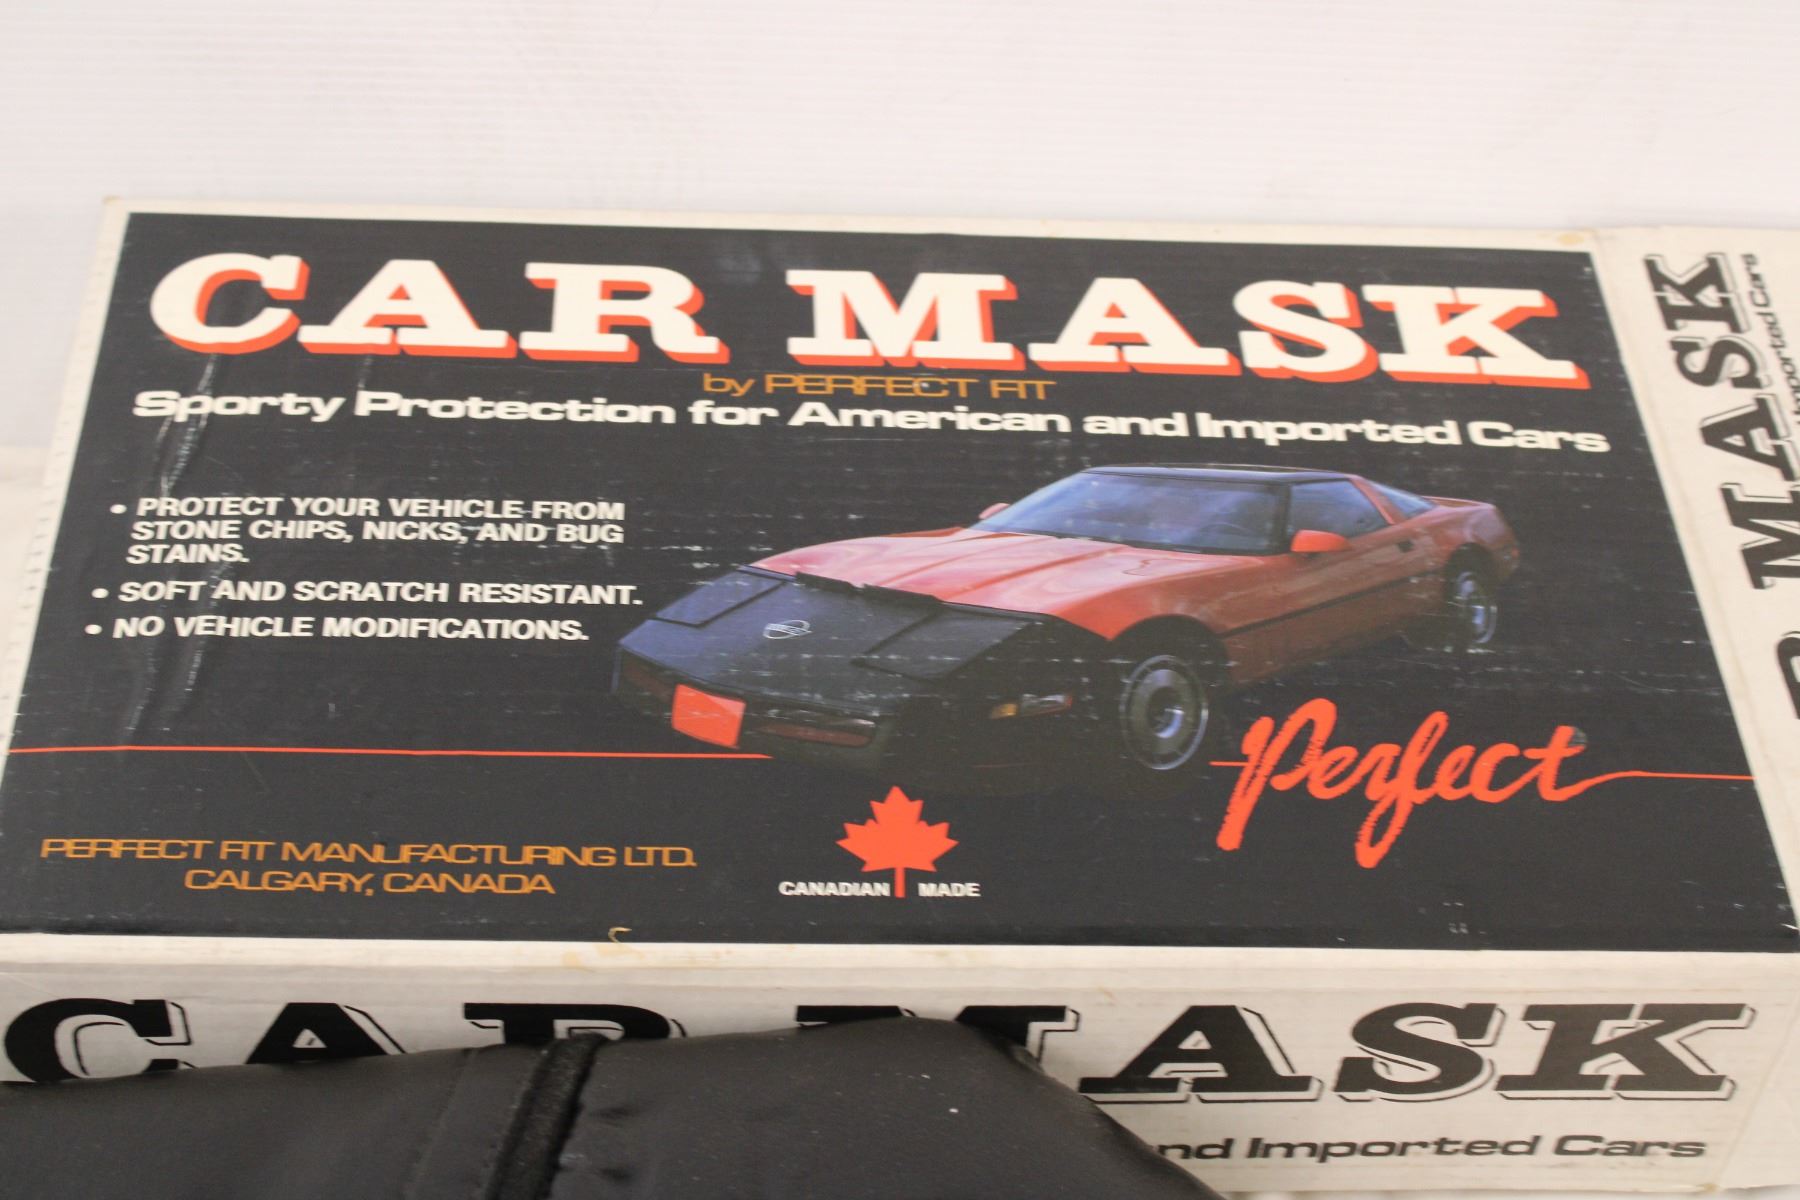 CAR MASK
by PERFECT FIT
Sporty Protection for American and Imported Cars
• PROTECT YOUR VEHICLE FROM
STONE CHIPS, NICKS, AND BUG
STAINS.
• SOFT AND SCRATCH RESISTANT.
• NO VEHICLE MODIFICATIONS.
Perfect
PERFECT FIT MANUFACTURING LTD.
CALGARY, CANADA
CANADIAN MADE
CAR MASK
nd Imported Cars
R MASK
Imported Cars